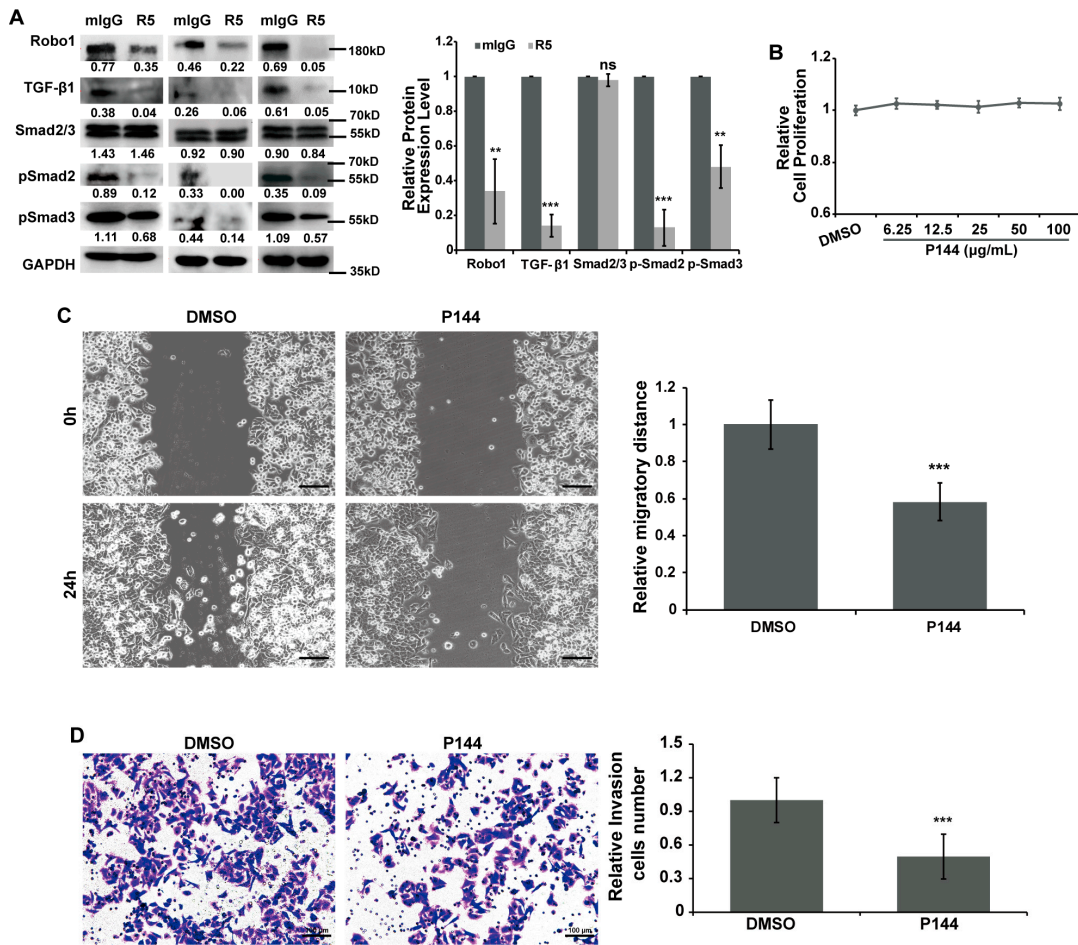 A
mIgG R5 mIgG R5 mIgG R5
Robo1
180kD
0.77 0.35 0.46 0.22 0.69 0.05
TGF-β1
10kD
0.38 0.04 0.26 0.06 0.61 0.05
70kD
Smad2/3
55kD
1.43 1.46 0.92 0.90 0.90 0.84
70kD
pSmad2
55kD
0.89 0.12 0.33 0.00 0.35 0.09
pSmad3
55kD
1.11 0.68 0.44 0.14 1.09 0.57
GAPDH
35kD
Relative Protein
Expression Level
mIgG R5
1.2
1
0.8
0.6
0.4
0.2
0
**
***
ns
***
**
Robo1 TGF-β1 Smad2/3 p-Smad2 p-Smad3
B
Relative
Cell Proliferation
1.2
1
0.8
0.6
DMSO 6.25 12.5 25 50 100
P144 (μg/mL)
C
DMSO P144
0h
24h
Relative migratory distance
1.2
1
0.8
0.6
0.4
0.2
0
***
DMSO P144
D
DMSO P144
100 μm
100 μm
Relative Invasion
cells number
1.5
1.2
0.9
0.6
0.3
0
***
DMSO P144